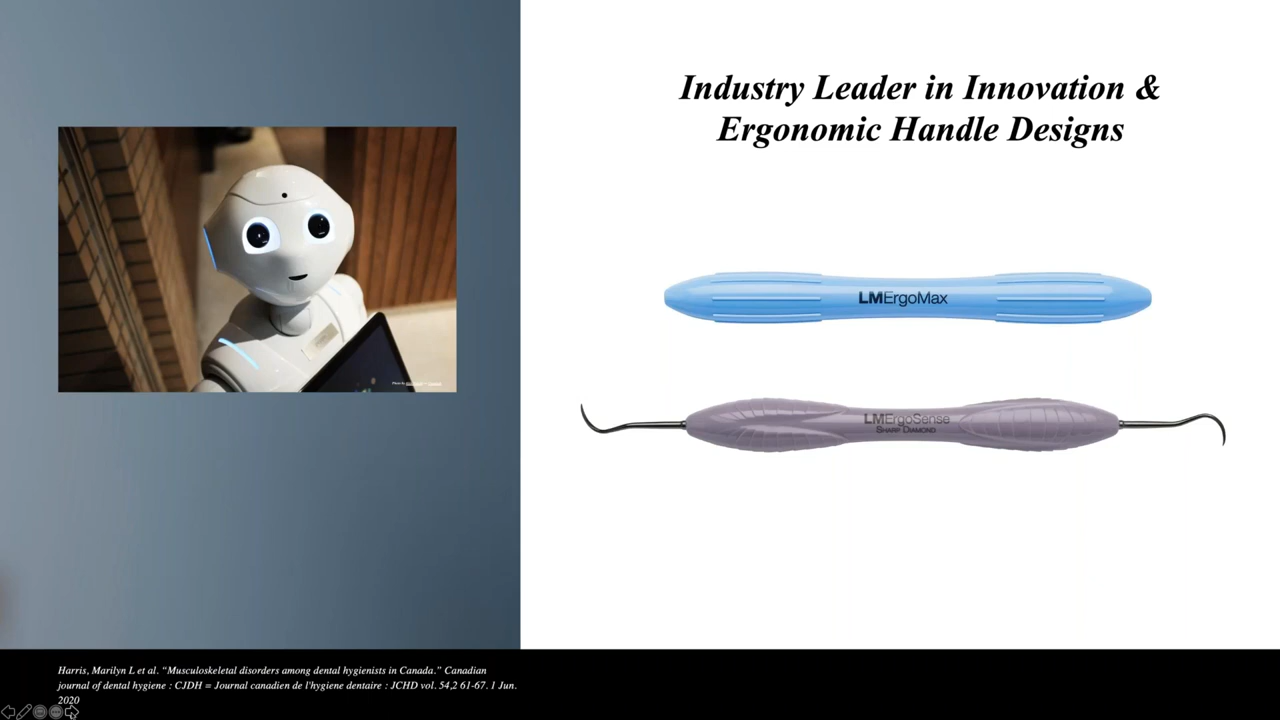 Industry Leader in Innovation &
Ergonomic Handle Designs
LMErgoMax
LMErgoSense
SHARP DIAMOND
Harris, Marilyn L et al. “Musculoskeletal disorders among dental hygienists in Canada.” Canadian
journal of dental hygiene : CJDH = Journal canadien de l'hygiene dentaire : JCHD vol. 54,2 61-67. 1 Jun.
2020